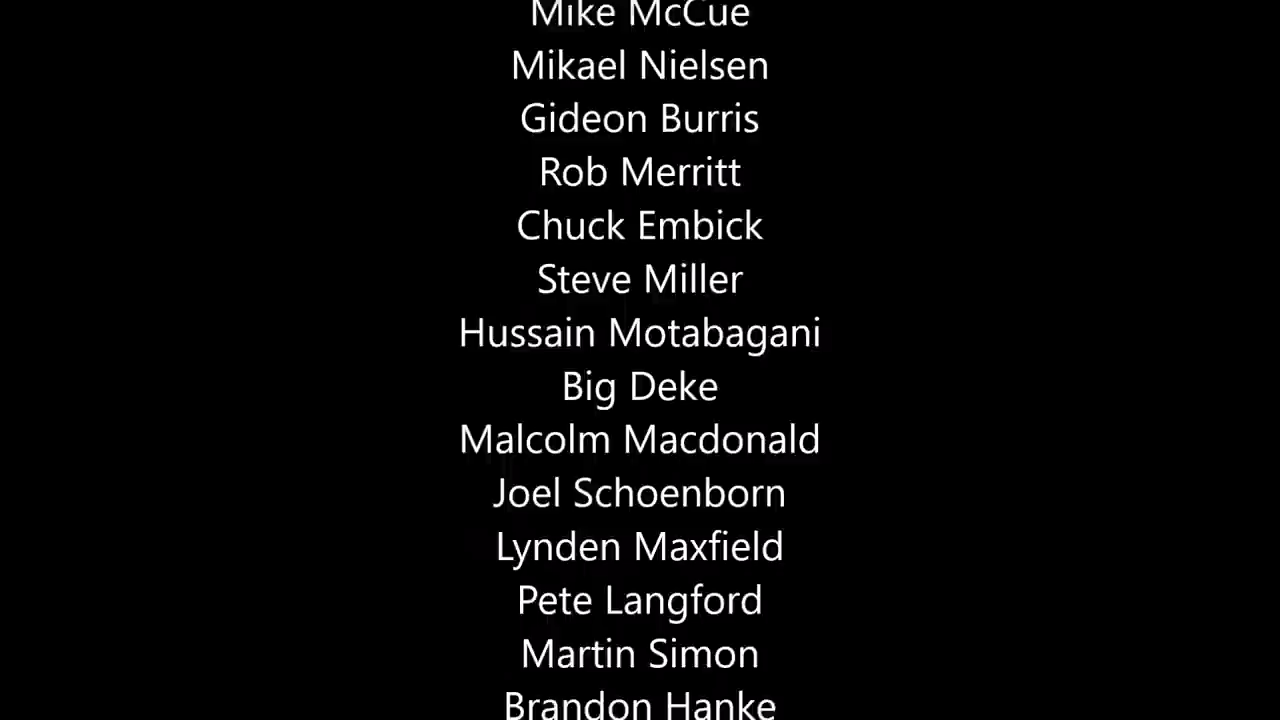 Mike McCue
Mikael Nielsen
Gideon Burris
Rob Merritt
Chuck Embick
Steve Miller
Hussain Motabagani
Big Deke
Malcolm Macdonald
Joel Schoenborn
Lynden Maxfield
Pete Langford
Martin Simon
Brandon Hanke